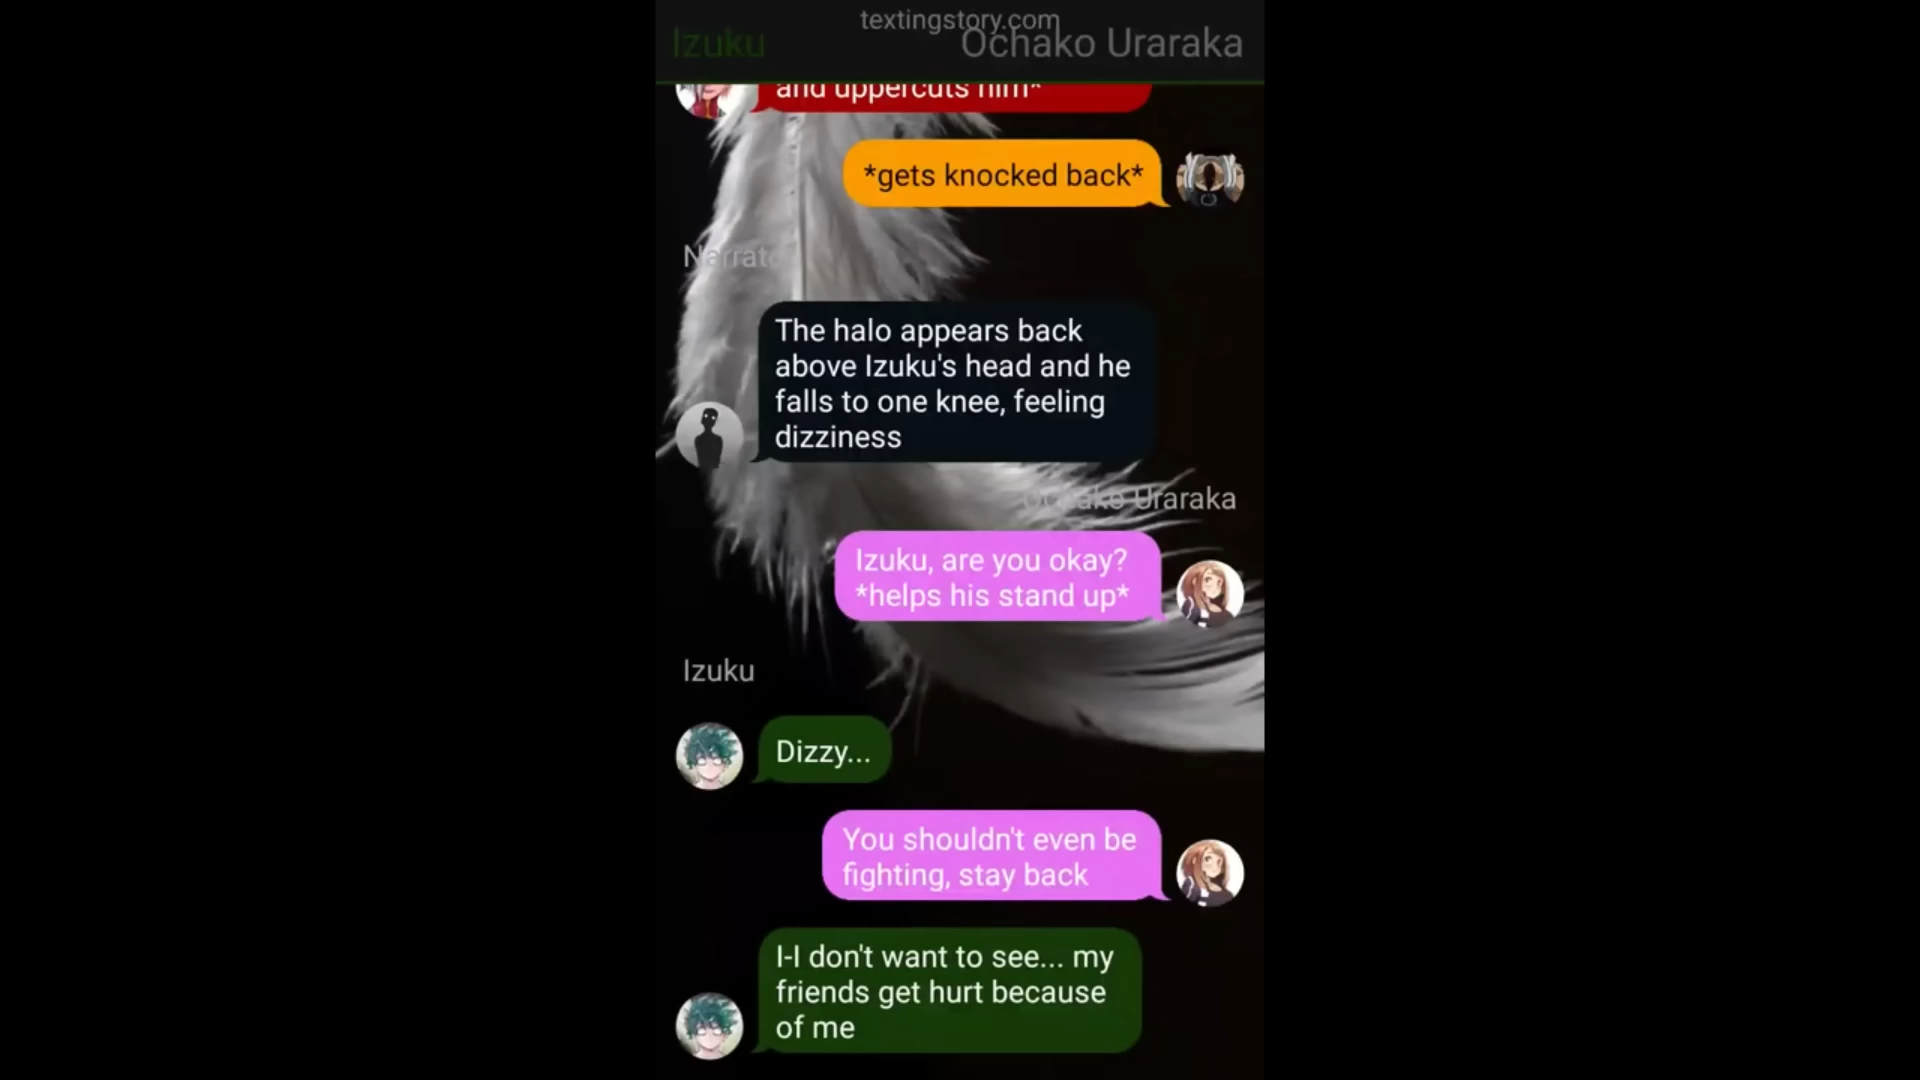 textingstory.com
Izuku
Ochako Uraraka
and uppercuts him*
*gets knocked back*
Narrator
The halo appears back
above Izuku's head and he
falls to one knee, feeling
dizziness
Ochako Uraraka
Izuku, are you okay?
*helps his stand up*
Izuku
Dizzy...
You shouldn't even be
fighting, stay back
I-I don't want to see... my
friends get hurt because
of me